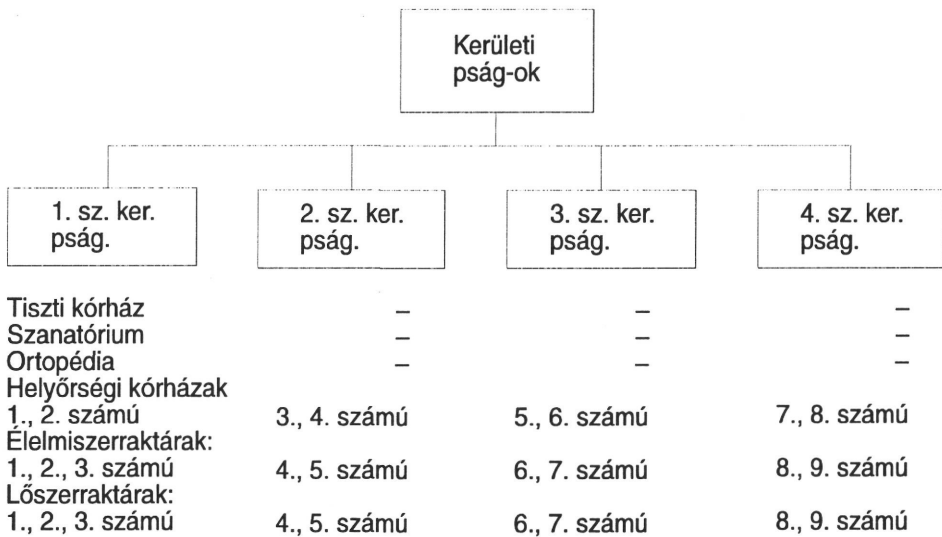 Kerületi
pság-ok
1. sz. ker.
pság.
2. sz. ker.
pság.
3. sz. ker.
pság.
4. sz. ker.
pság.
Tiszti kórház – – –
Szanatórium – – –
Ortopédia – – –
Helyőrségi kórházak
1., 2. számú 3., 4. számú 5., 6. számú 7., 8. számú
Élelmiszerraktárak:
1., 2., 3. számú 4., 5. számú 6., 7. számú 8., 9. számú
Lőszerraktárak:
1., 2., 3. számú 4., 5. számú 6., 7. számú 8., 9. számú